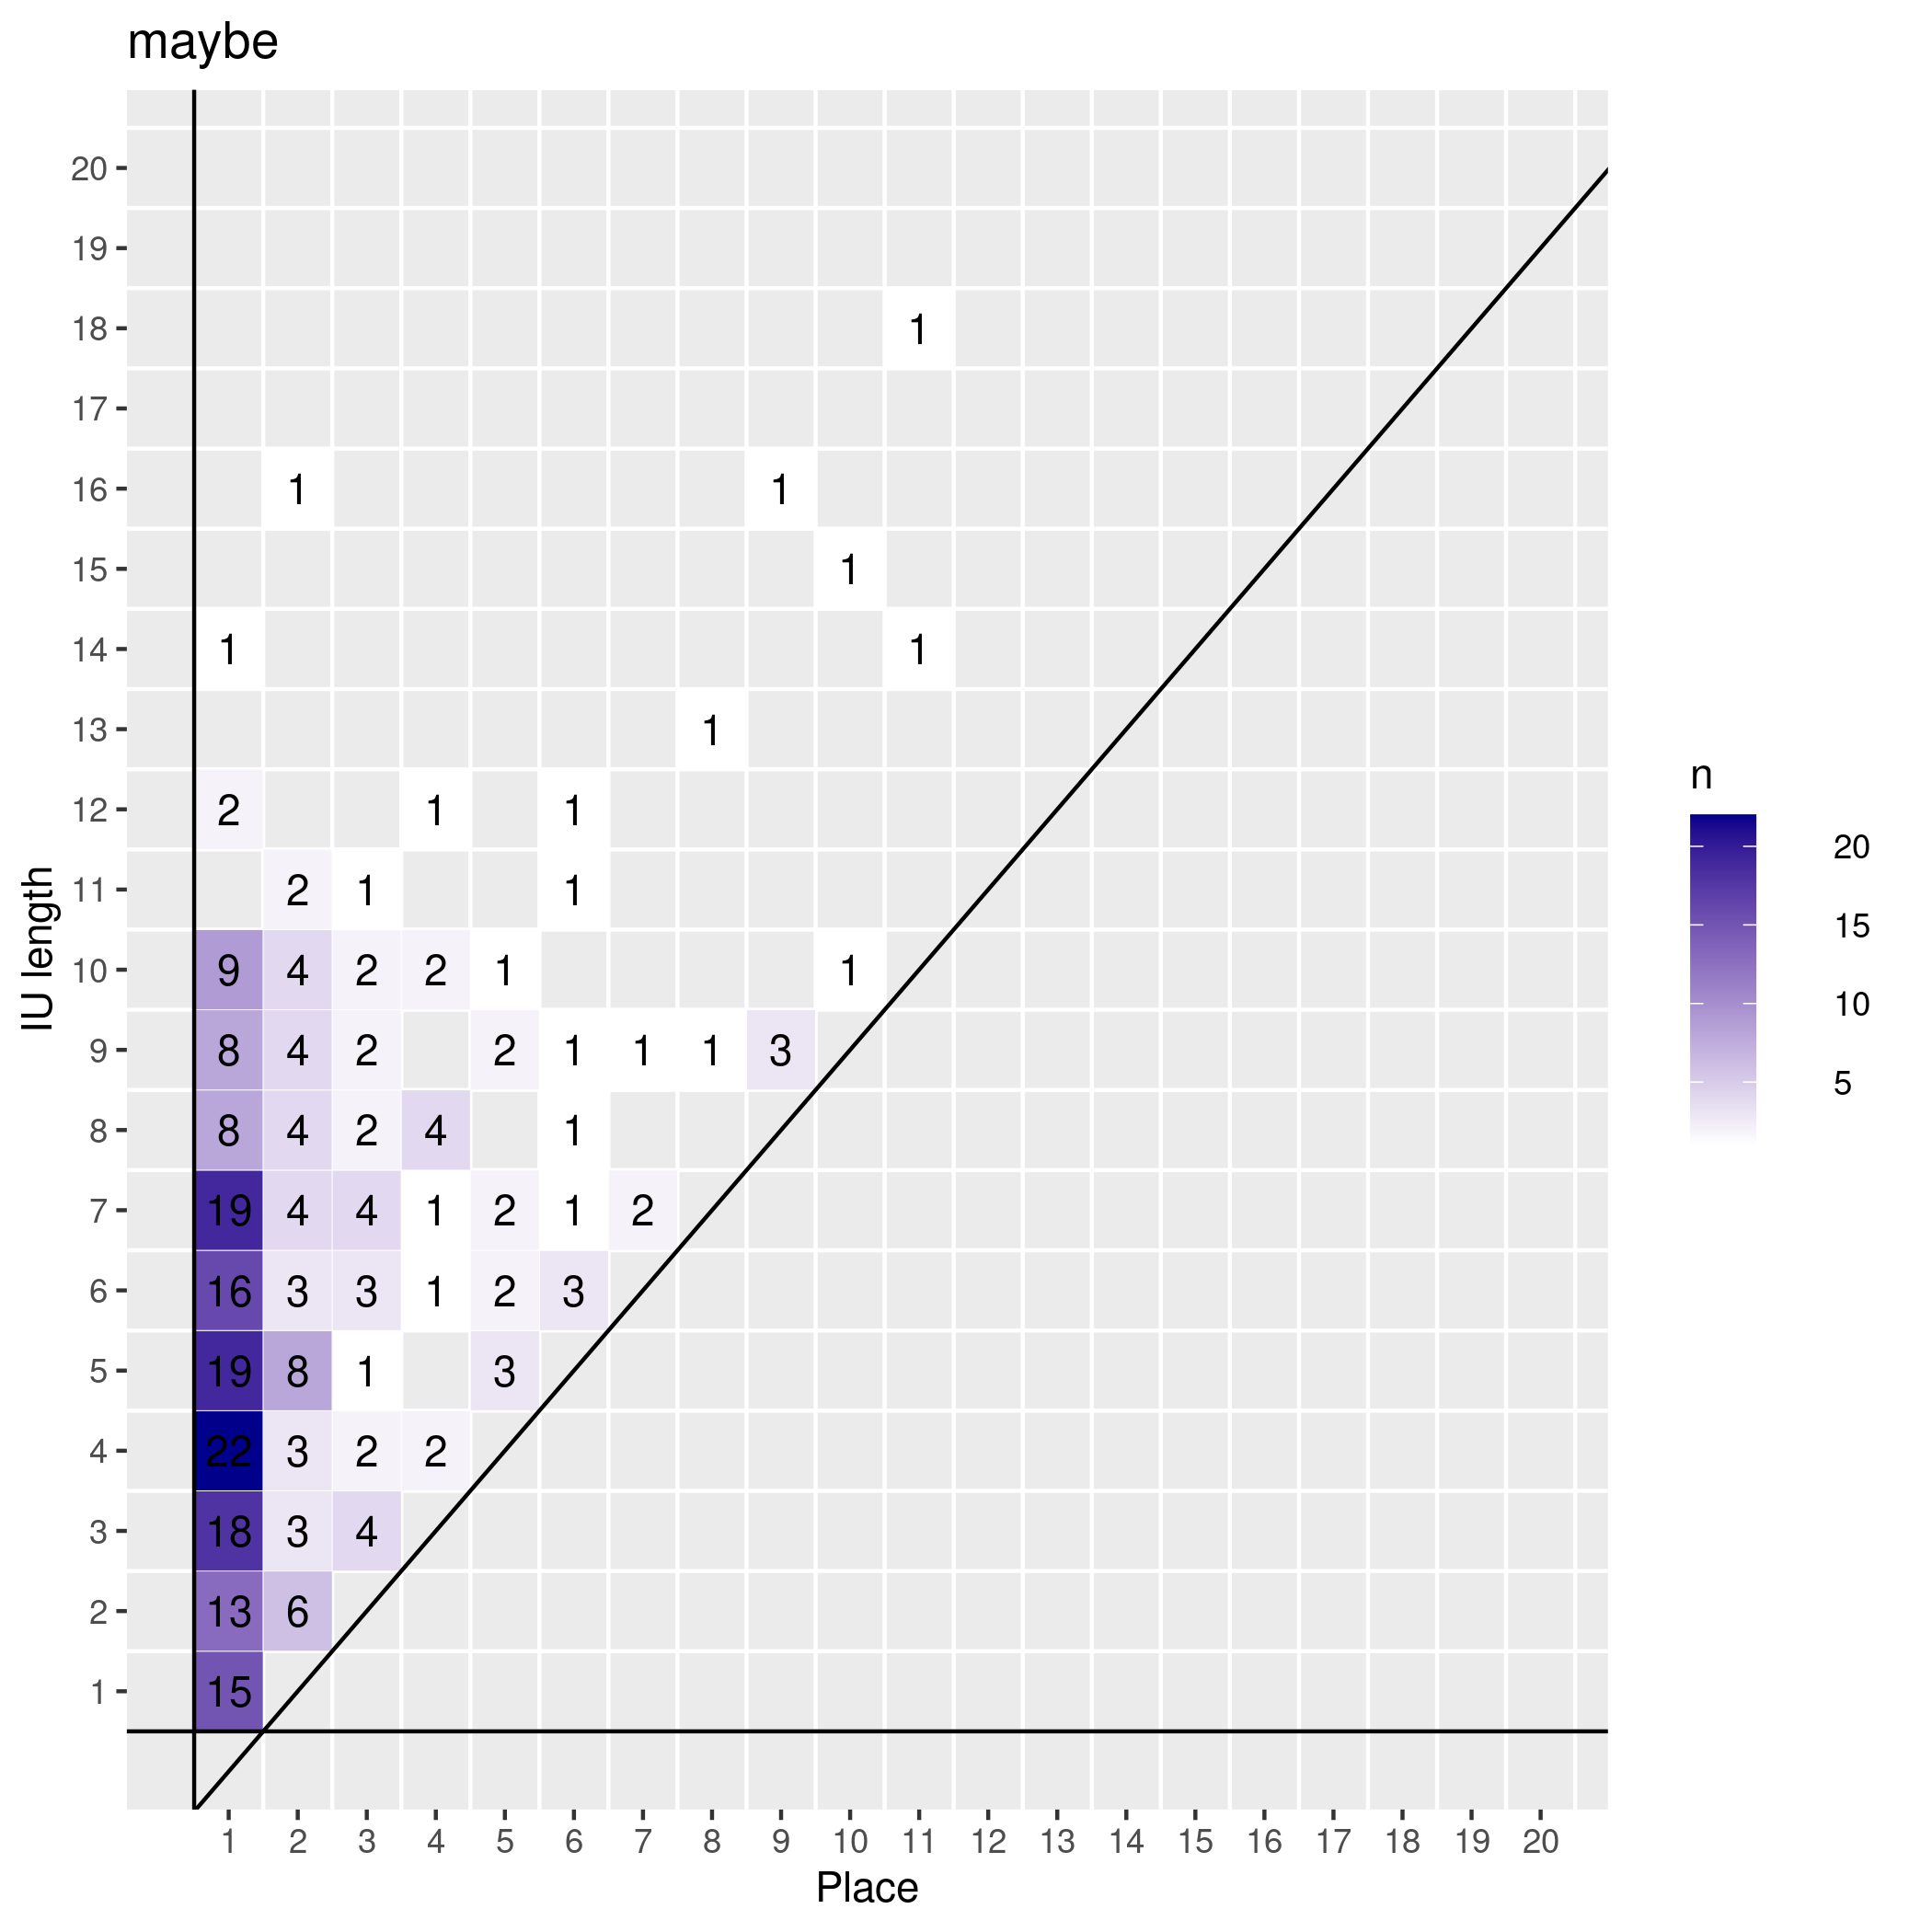 maybe
20
19
18 1
17
16 1 1
15 1
14 1 1
13 1
12 2 1 1
11 2 1 1
10 9 4 2 2 1 1
9 8 4 2 2 1 1 1 3
8 8 4 2 4 1
7 19 4 4 1 2 1 2
6 16 3 3 1 2 3
5 19 8 1 3
4 22 3 2 2
3 18 3 4
2 13 6
1 15
1 2 3 4 5 6 7 8 9 10 11 12 13 14 15 16 17 18 19 20
Place
IU length
n
20
15
10
5